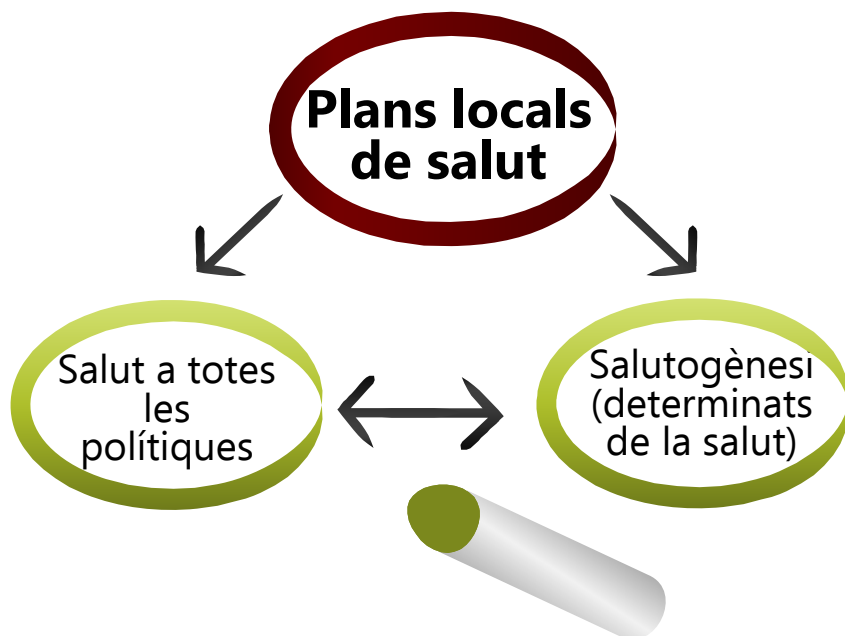 Plans locals
de salut
Salut a totes
les
polítiques
Salutogènesi
(determinats
de la salut)